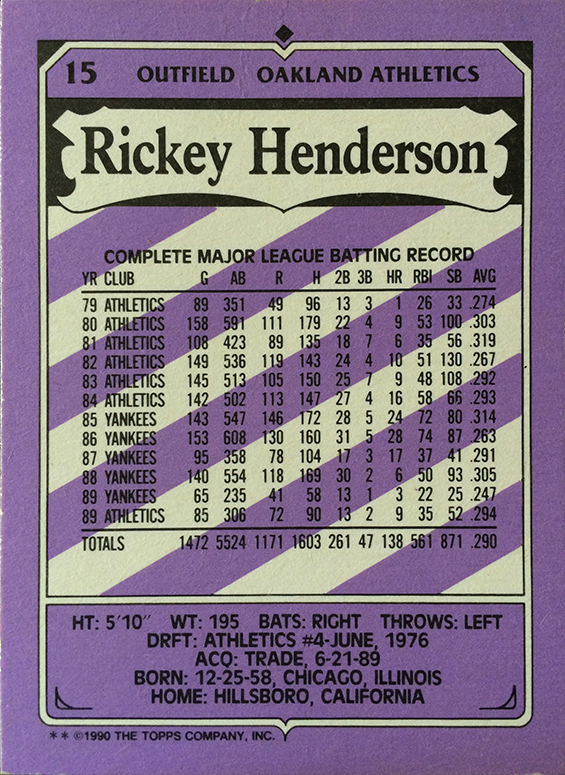 15 OUTFIELD OAKLAND ATHLETICS
Rickey Henderson
COMPLETE MAJOR LEAGUE BATTING RECORD
YR CLUB G AB R H 2B 3B HR RBI SB AVG
79 ATHLETICS 89 351 49 96 13 3 1 26 33 .274
80 ATHLETICS 158 591 111 179 22 4 9 53 100 .303
81 ATHLETICS 108 423 89 135 18 7 6 35 56 .319
82 ATHLETICS 149 536 119 143 24 4 10 51 130 .267
83 ATHLETICS 145 513 105 150 25 7 9 48 108 .292
84 ATHLETICS 142 502 113 147 27 4 16 58 66 .293
85 YANKEES 143 547 146 172 28 5 24 72 80 .314
86 YANKEES 153 608 130 160 31 5 28 74 87 .263
87 YANKEES 95 358 78 104 17 3 17 37 41 .291
88 YANKEES 140 554 118 169 30 2 6 50 93 .305
89 YANKEES 65 235 41 58 13 1 3 22 25 .247
89 ATHLETICS 85 306 72 90 13 2 9 35 52 .294
TOTALS 1472 5524 1171 1603 261 47 138 561 871 .290
HT: 5'10" WT: 195 BATS: RIGHT THROWS: LEFT
DRFT: ATHLETICS #4-JUNE, 1976
ACQ: TRADE, 6-21-89
BORN: 12-25-58, CHICAGO, ILLINOIS
HOME: HILLSBORO, CALIFORNIA
** ©1990 THE TOPPS COMPANY, INC.